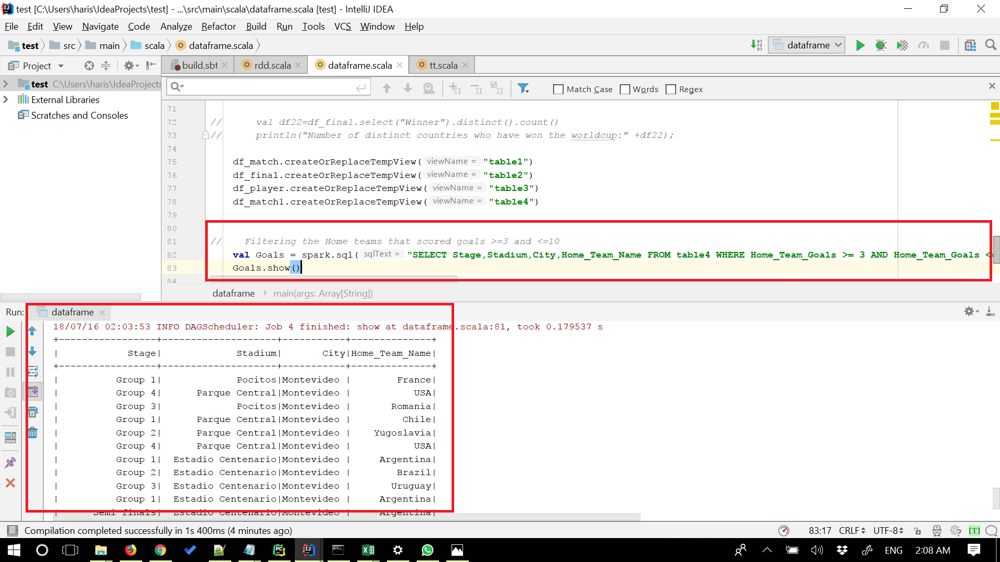 test [C:\Users\haris\IdeaProjects\test] - ...\src\main\scala\dataframe.scala [test] - IntelliJ IDEA
File Edit View Navigate Code Analyze Refactor Build Run Tools VCS Window Help
test src main scala dataframe.scala dataframe
Project build.sbt rdd.scala dataframe.scala tt.scala
test C:\Users\haris\IdeaProjects
External Libraries
Scratches and Consoles
Match Case Words Regex
71
72 // val df22=df_final.select("Winner").distinct().count()
73 // println("Number of distinct countries who have won the worldcup:" +df22);
74
75 df_match.createOrReplaceTempView( viewName = "table1")
76 df_final.createOrReplaceTempView( viewName = "table2")
77 df_player.createOrReplaceTempView( viewName = "table3")
78 df_match1.createOrReplaceTempView( viewName = "table4")
79
80
81 // Filtering the Home teams that scored goals >=3 and <=10
82 val Goals = spark.sql( sqlText = "SELECT Stage,Stadium,City,Home_Team_Name FROM table4 WHERE Home_Team_Goals >= 3 AND Home_Team_Goals <
83 Goals.show()
84
dataframe main(args: Array[String])
Run: dataframe
18/07/16 02:03:53 INFO DAGScheduler: Job 4 finished: show at dataframe.scala:81, took 0.179537 s
+-----------------+--------------------+-----------+--------------+
| Stage| Stadium| City|Home_Team_Name|
+-----------------+--------------------+-----------+--------------+
| Group 1| Pocitos|Montevideo | France|
| Group 4| Parque Central|Montevideo | USA|
| Group 3| Pocitos|Montevideo | Romania|
| Group 1| Parque Central|Montevideo | Chile|
| Group 2| Parque Central|Montevideo | Yugoslavia|
| Group 4| Parque Central|Montevideo | USA|
| Group 1| Estadio Centenario|Montevideo | Argentina|
| Group 2| Estadio Centenario|Montevideo | Brazil|
| Group 3| Estadio Centenario|Montevideo | Uruguay|
| Group 1| Estadio Centenario|Montevideo | Argentina|
| Semi-finals| Estadio Centenario|Montevideo | Argentina|
Compilation completed successfully in 1s 400ms (4 minutes ago) 83:17 CRLF UTF-8 [T]
ENG 2:08 AM